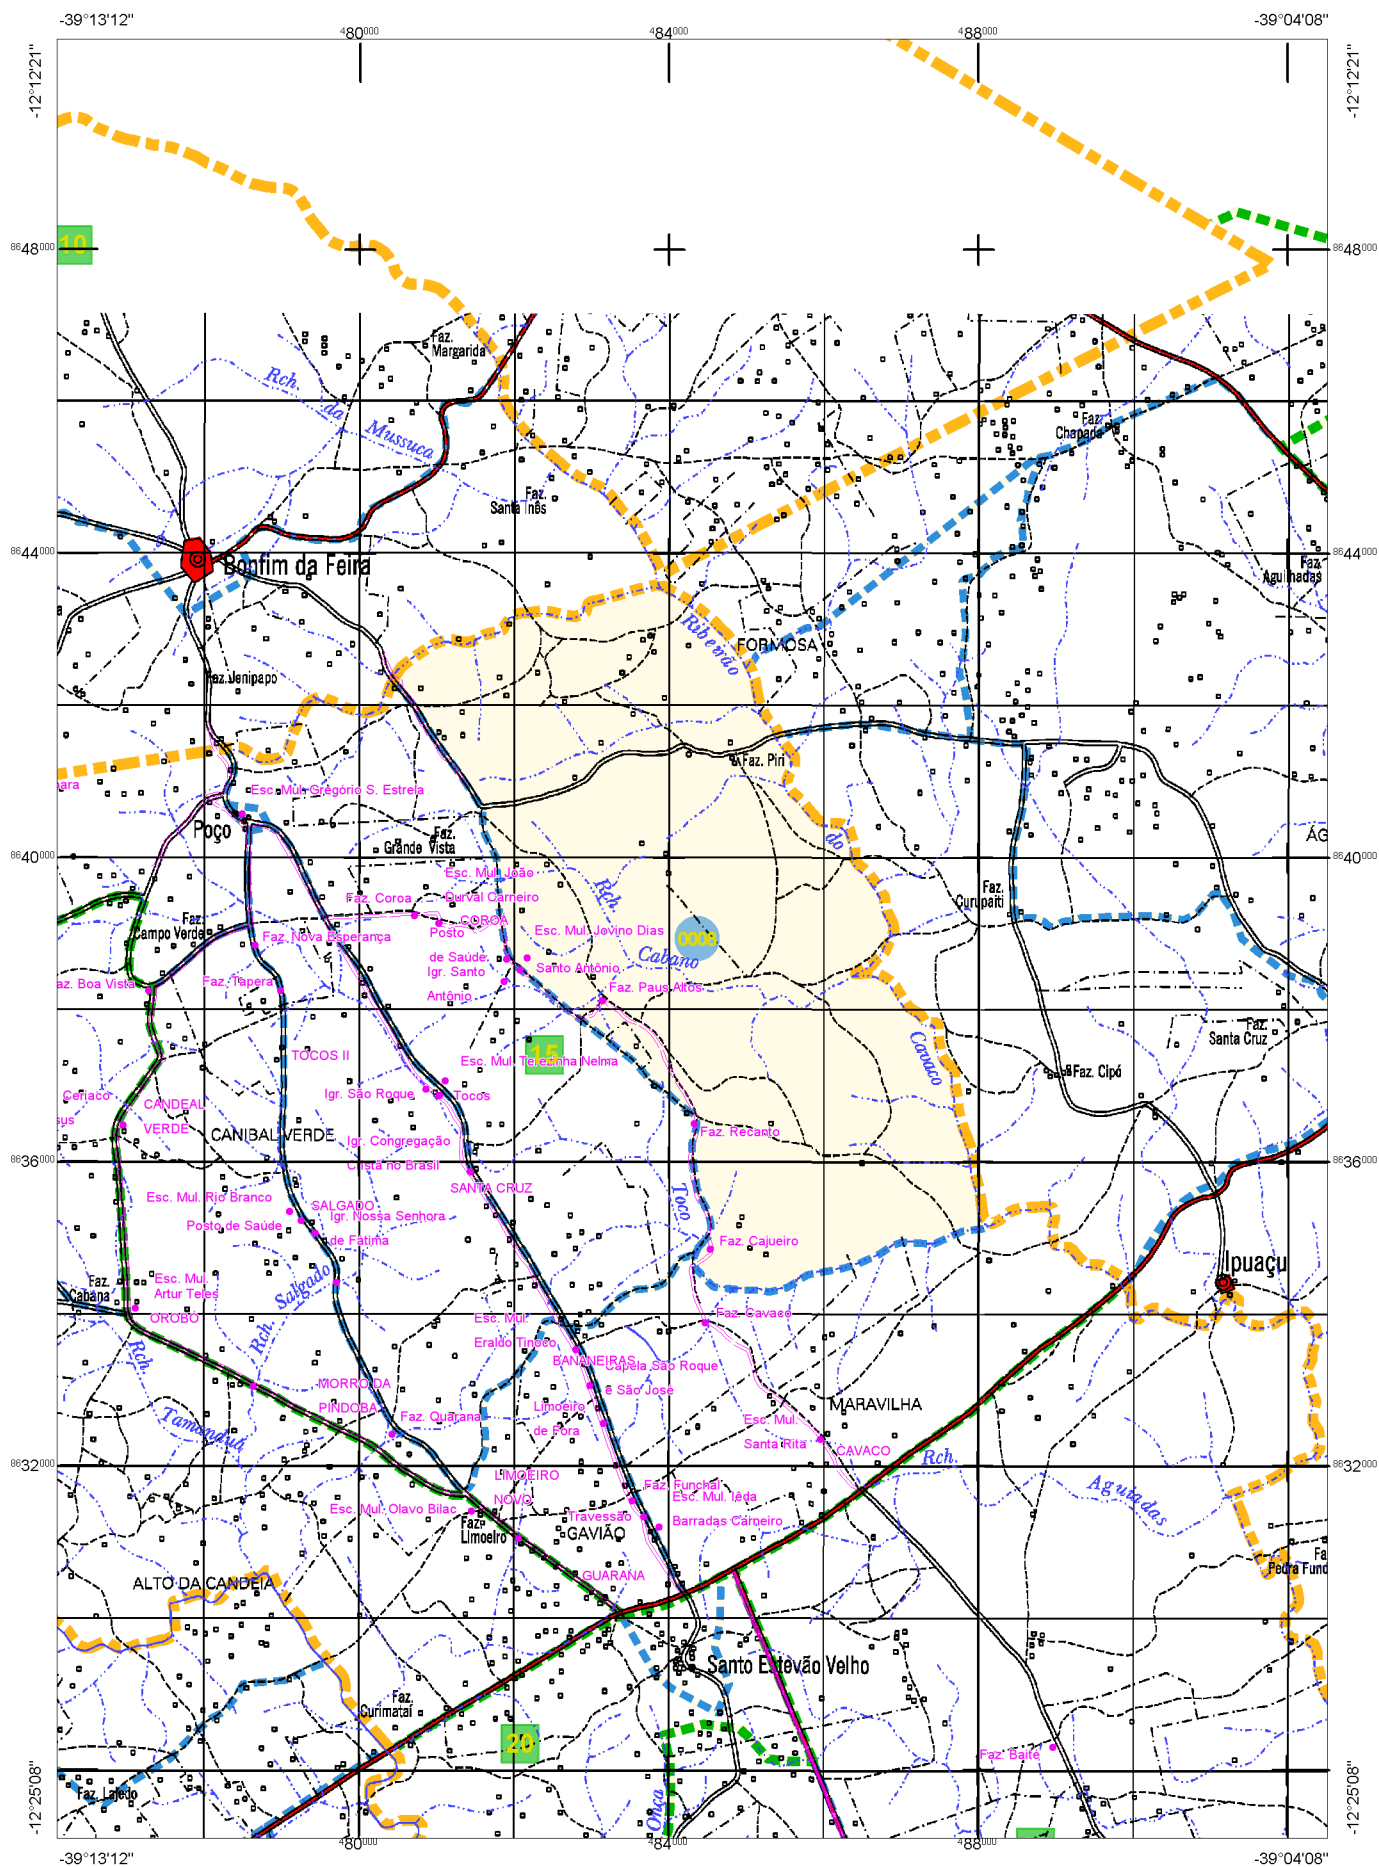 -39°13'12"
-39°04'08"
480000
484000
488000
-12°12'21"
-12°12'21"
10
8648000
8648000
Faz.
Margarida
Rch.
da
Mussuca
Faz.
Chapada
Faz.
Santa Inês
8644000
8644000
Bonfim da Feira
Faz.
Aguilhadas
Ribeirão
FORMOSA
Faz. Jenipapo
Faz. Piri
Esc. Mul. Gregório S. Estrela
Poço
Faz.
Grande Vista
do
8640000
8640000
Esc. Mul. João
Durval Carneiro
Faz. Coroa
COROA
Rch.
Cabano
Faz.
Curupaiti
Faz.
Campo Verde
Faz. Nova Esperança
Posto
de Saúde
Esc. Mul. Jovino Dias
0008
Igr. Santo
Antônio
Santo Antônio
Faz. Paus Altos
az. Boa Vista
Faz. Tapera
Faz.
Santa Cruz
Cavaco
15
TOCOS II
Esc. Mul. Terezinha Nelma
Faz. Cipó
Ceriaco
CANDEAL
VERDE
Igr. São Roque
Tocos
CANIBAL VERDE
Igr. Congregação
Cristã no Brasil
Faz. Recanto
8636000
8636000
SANTA CRUZ
Toco
Esc. Mul. Rio Branco
SALGADO
Posto de Saúde
Igr. Nossa Senhora
de Fátima
Faz. Cajueiro
Ipuaçu
Faz.
Cabana
Esc. Mul.
Artur Teles
OROBÓ
Rch.
Salgado
Rch.
Esc. Mul.
Eraldo Tinoco
Faz. Cavaco
BANANEIRAS
Capela São Roque
e São José
MORRO DA
PINDOBA
Faz. Quarana
Limoeiro
de Fora
MARAVILHA
Esc. Mul.
Santa Rita
CAVACO
Tamanduá
Rch.
Aguadas
8632000
8632000
LIMOEIRO
NOVO
Faz. Funchal
Esc. Mul. Iêda
Barradas Carneiro
Esc. Mul. Olavo Bilac
Travessão
Faz.
Limoeiro
GAVIÃO
GUARANÁ
Pedra Fund
ALTO DA CANDEIA
Santo Estevão Velho
Faz.
Curimataí
20
Faz. Baite
Faz. Lajedo
Onça
-12°25'08"
-12°25'08"
480000
484000
488000
-39°13'12"
-39°04'08"